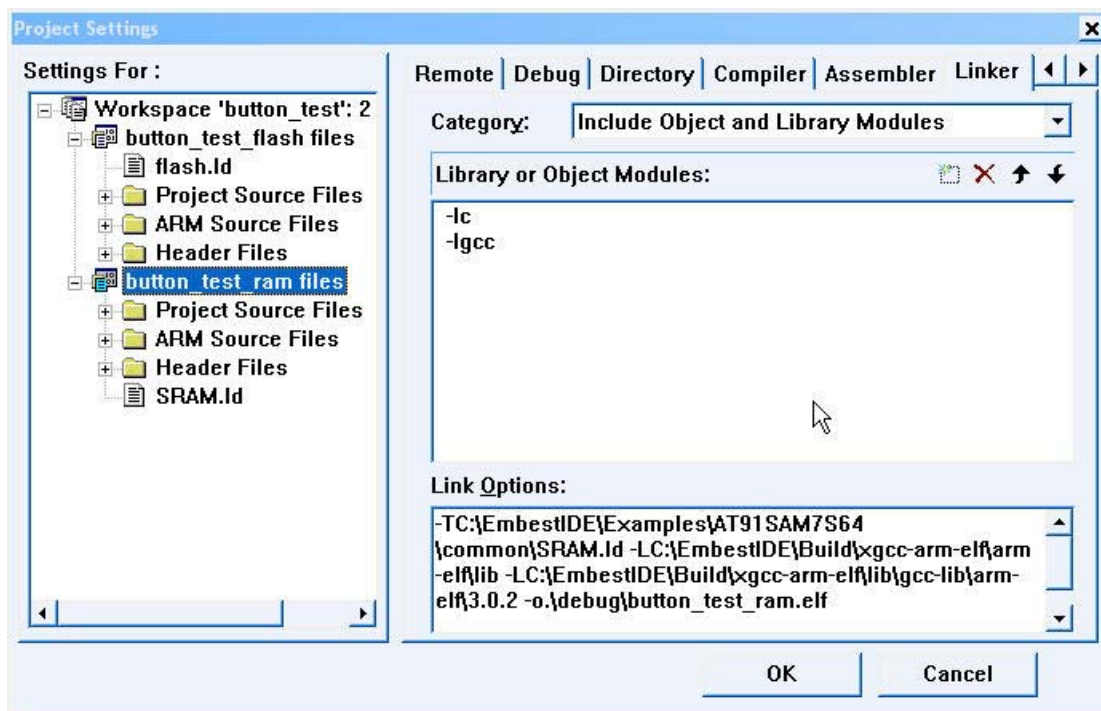 Project Settings
Settings For :
Workspace 'button_test': 2
button_test_flash files
flash.ld
Project Source Files
ARM Source Files
Header Files
button_test_ram files
Project Source Files
ARM Source Files
Header Files
SRAM.ld
Remote Debug Directory Compiler Assembler Linker
Category: Include Object and Library Modules
Library or Object Modules:
-lc
-lgcc
Link Options:
-TC:\EmbestIDE\Examples\AT91SAM7S64
\common\SRAM.ld -LC:\EmbestIDE\Build\xgcc-arm-elf\arm
-elf\lib -LC:\EmbestIDE\Build\xgcc-arm-elf\lib\gcc-lib\arm-
elf\3.0.2 -o.\debug\button_test_ram.elf
OK Cancel